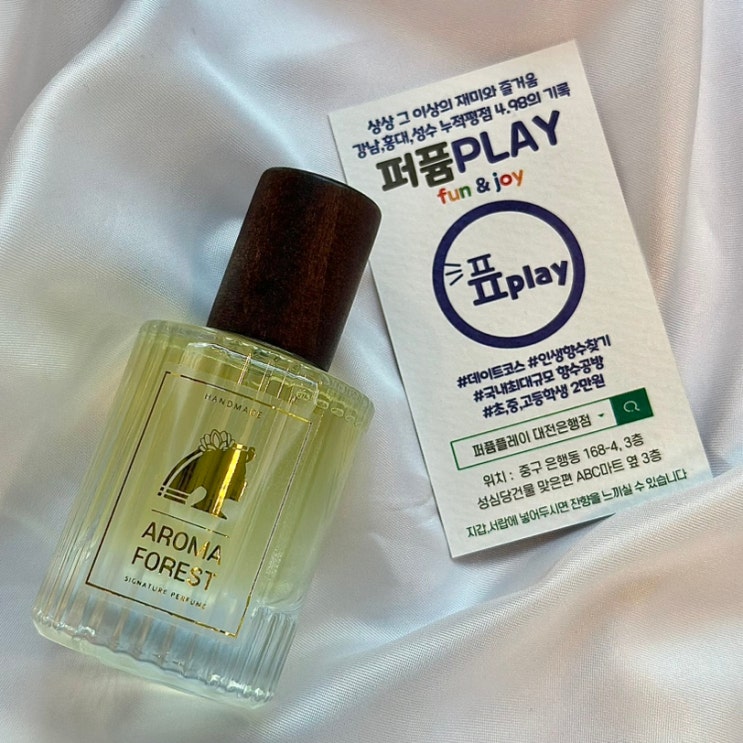 상상 그 이상의 재미와 즐거움
강남,홍대,성수 누적평점 4.98의 기록
퍼퓸PLAY
fun & joy
퓸play
#데이트코스 #인생향수찾기
#국내최대규모 향수공방
#초,중,고등학생 2만원
퍼퓸플레이 대전은행점
위치 : 중구 은행동 168-4, 3층
성심당건물 맞은편 ABC마트 옆 3층
지갑,서랍에 넣어두시면 잔향을 느끼실 수 있습니다
HANDMADE
AROMA
FOREST
SIGNATURE PERFUME